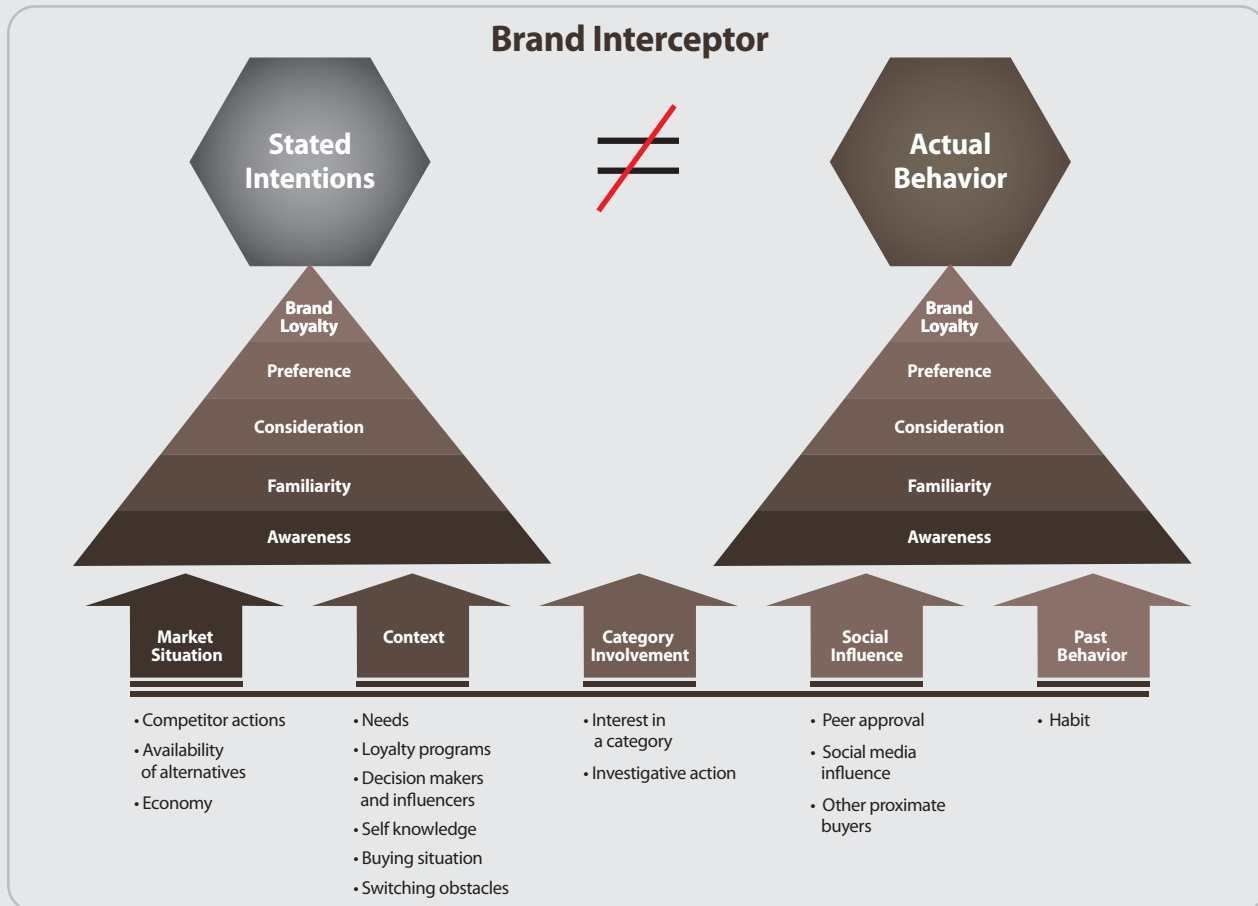 Brand Interceptor
Stated
Intentions
≠
Actual
Behavior
Brand
Loyalty
Preference
Consideration
Familiarity
Awareness
Brand
Loyalty
Preference
Consideration
Familiarity
Awareness
Market
Situation
Context
Category
Involvement
Social
Influence
Past
Behavior
• Competitor actions
• Availability
of alternatives
• Economy
• Needs
• Loyalty programs
• Decision makers
and influencers
• Self knowledge
• Buying situation
• Switching obstacles
• Interest in
a category
• Investigative action
• Peer approval
• Social media
influence
• Other proximate
buyers
• Habit